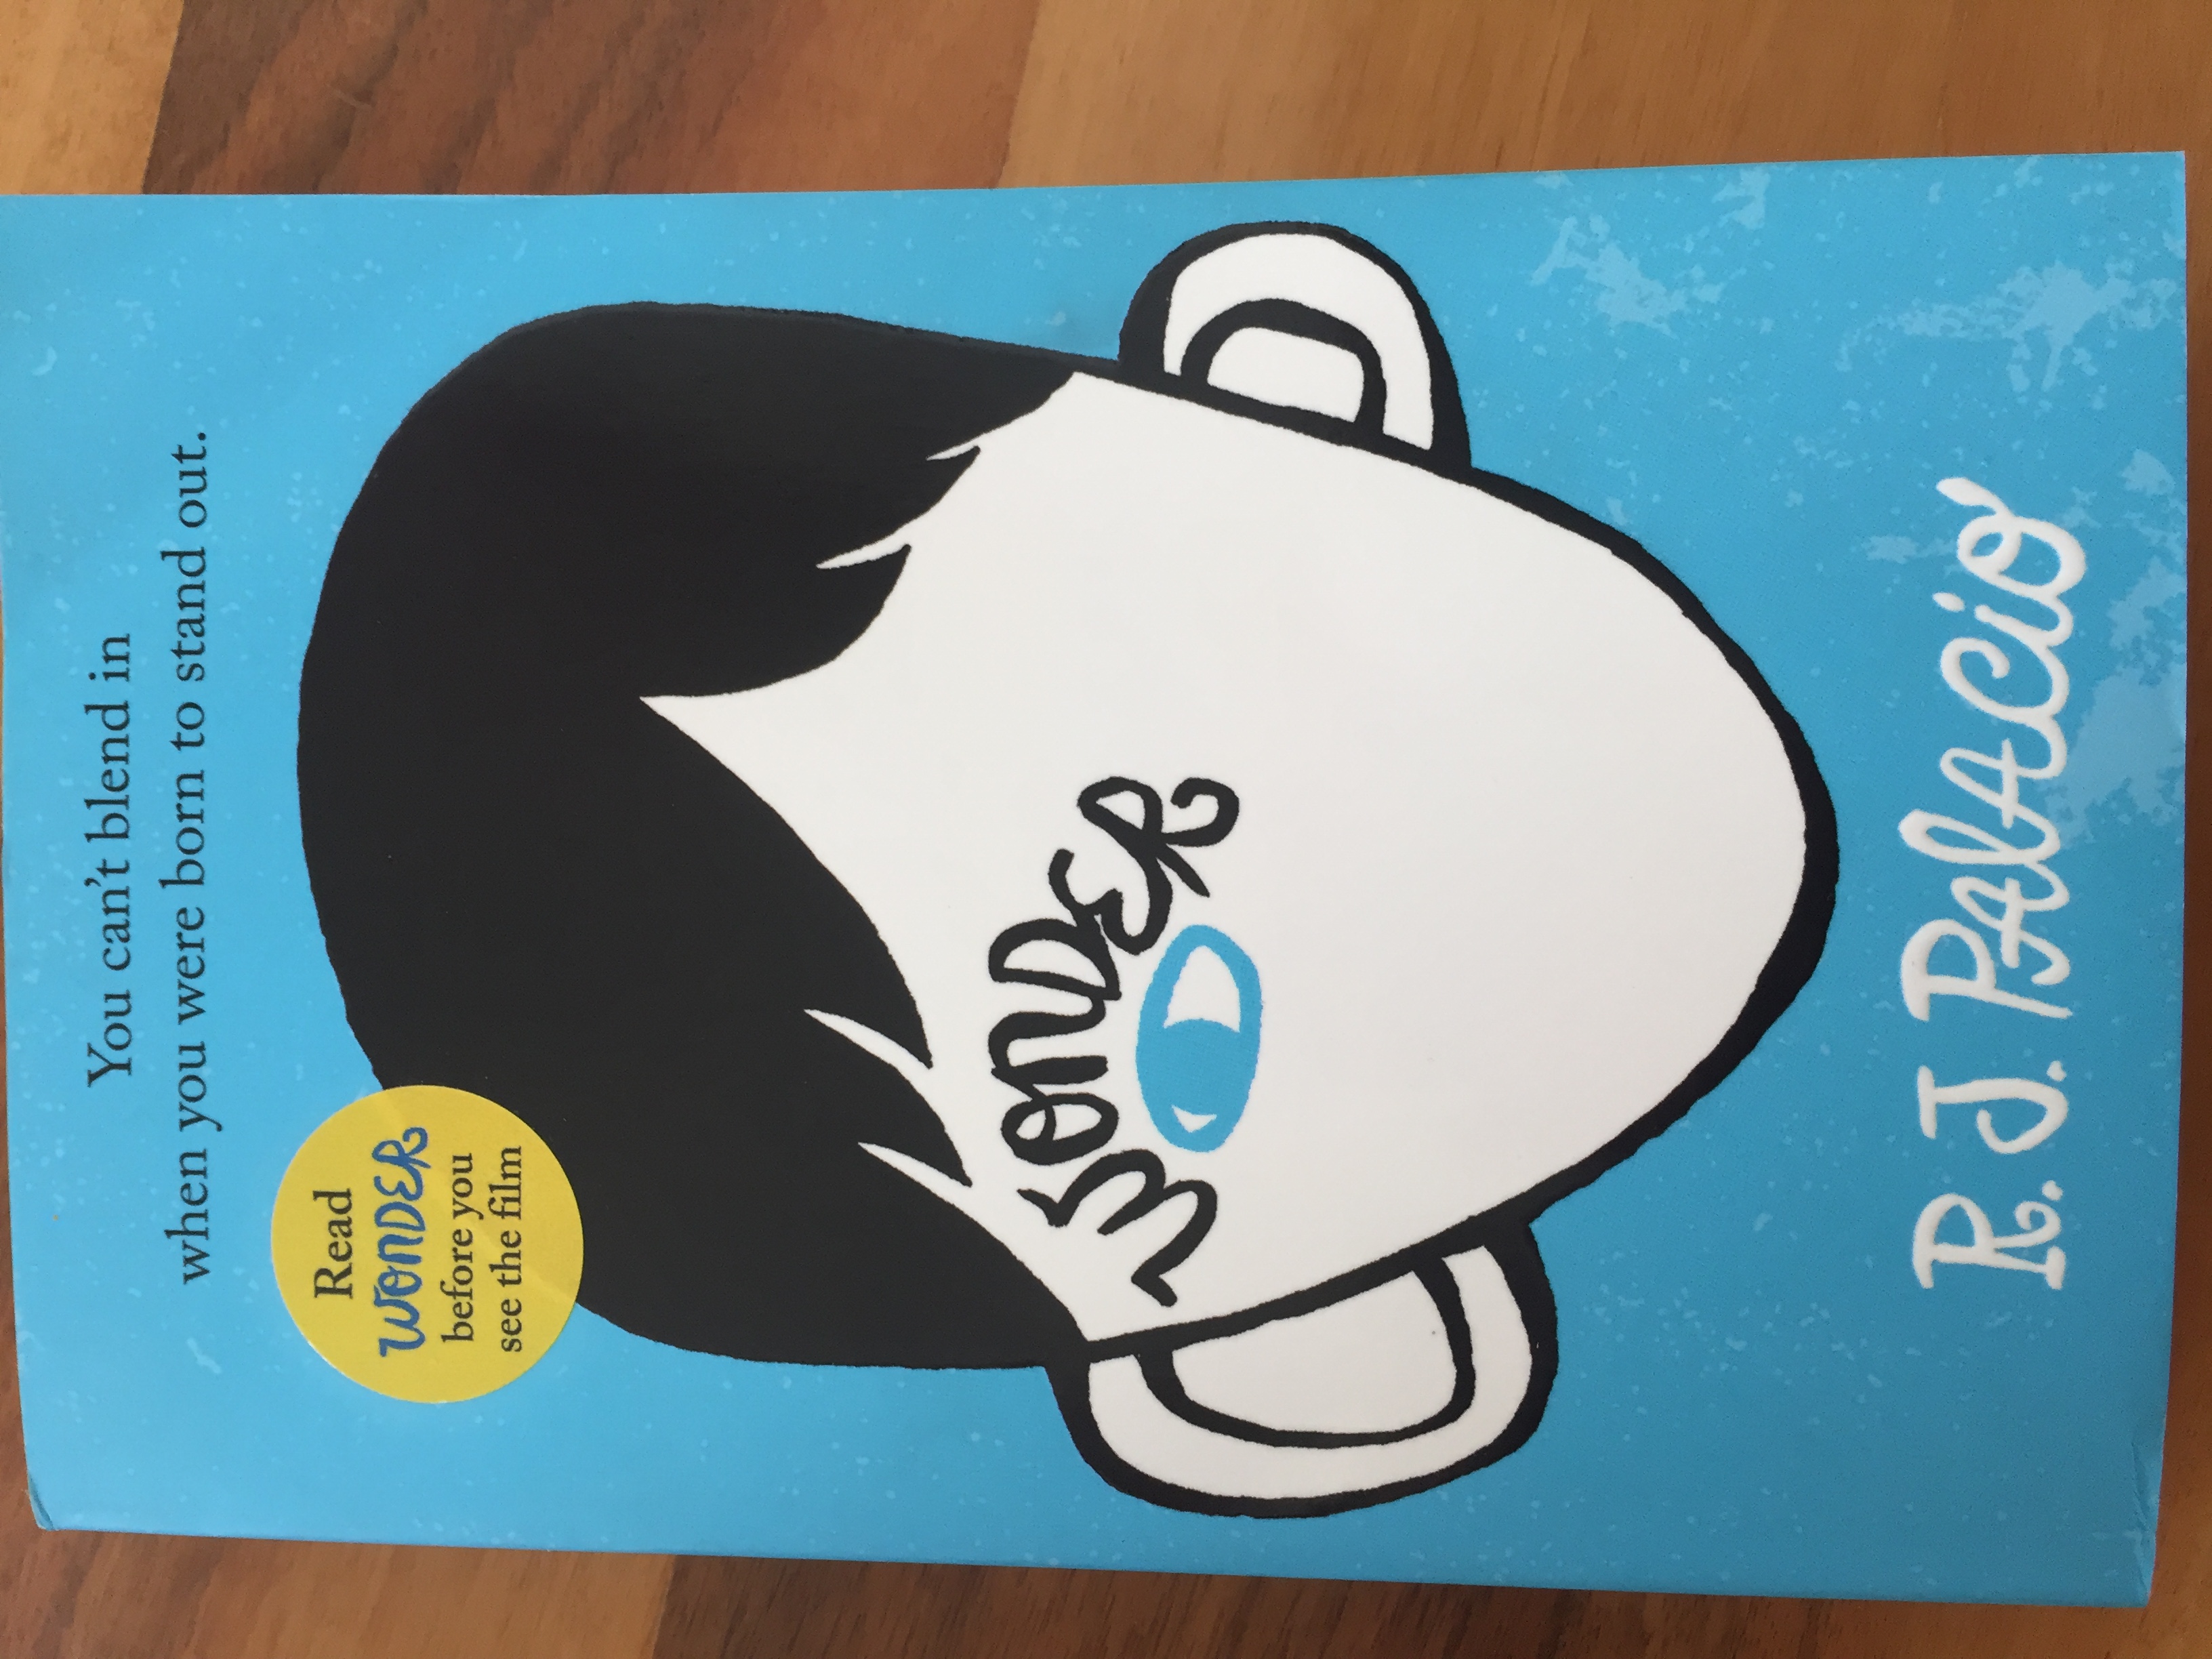 You can't blend in
when you were born to stand out.
Read
WONDER
before you
see the film
WONDER
R. J. PALACIO